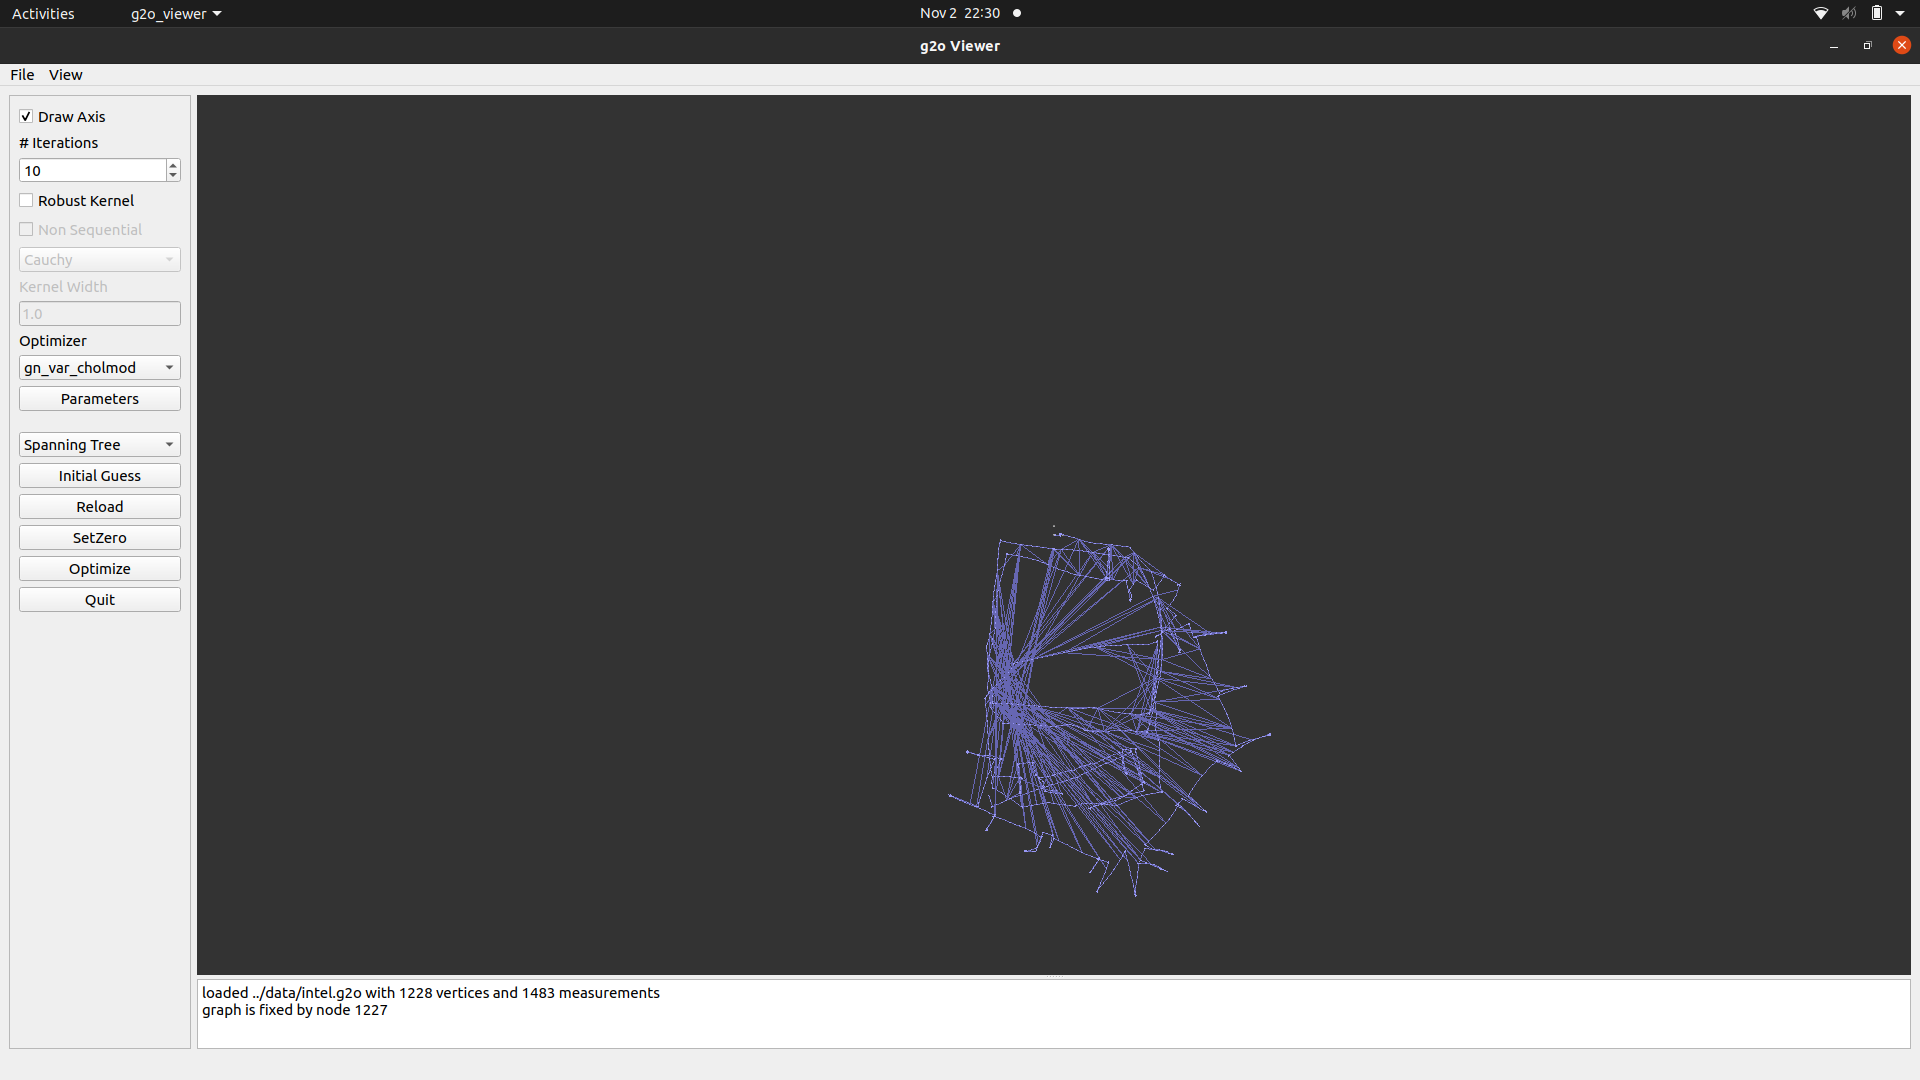 Activities g2o_viewer Nov 2 22:30
g2o Viewer
File View
Draw Axis
# Iterations
10
Robust Kernel
Non Sequential
Cauchy
Kernel Width
1.0
Optimizer
gn_var_cholmod
Parameters
Spanning Tree
Initial Guess
Reload
SetZero
Optimize
Quit
loaded ../data/intel.g2o with 1228 vertices and 1483 measurements
graph is fixed by node 1227